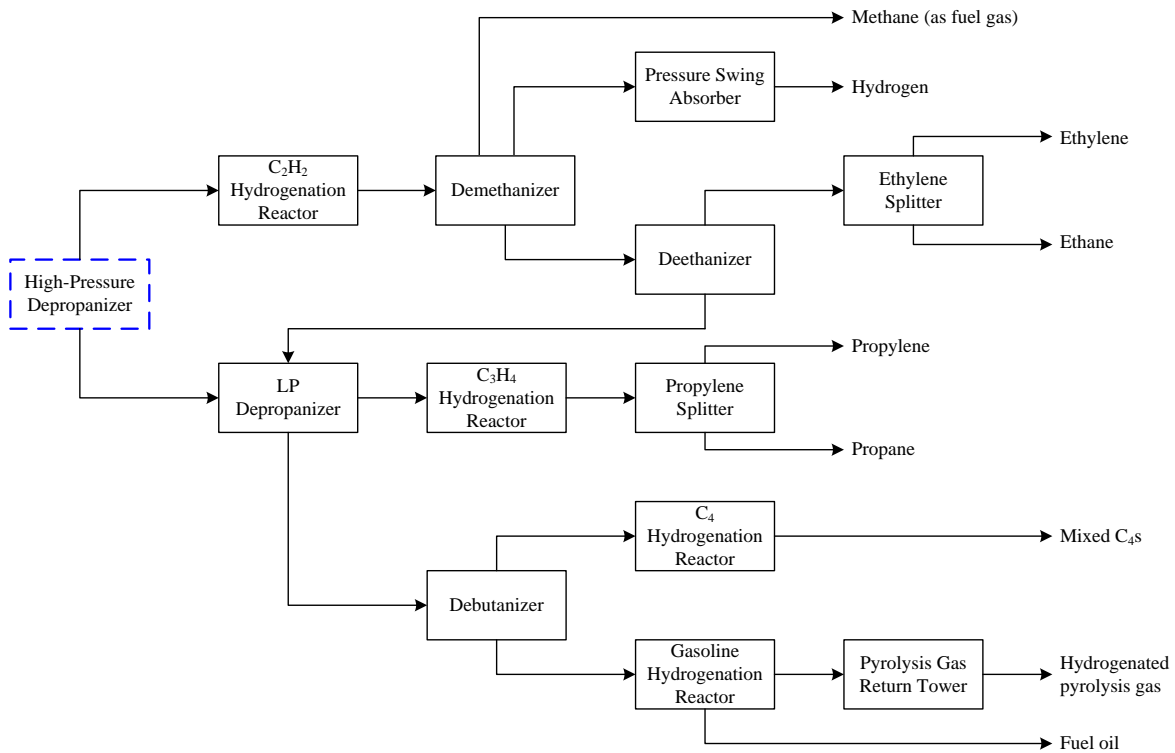 Methane (as fuel gas)
Pressure Swing
Absorber
Hydrogen
Ethylene
C₂H₂
Hydrogenation
Reactor
Demethanizer
Ethylene
Splitter
Ethane
High-Pressure
Depropanizer
Deethanizer
Propylene
LP
Depropanizer
C₃H₄
Hydrogenation
Reactor
Propylene
Splitter
Propane
C₄
Hydrogenation
Reactor
Mixed C₄s
Debutanizer
Gasoline
Hydrogenation
Reactor
Pyrolysis Gas
Return Tower
Hydrogenated
pyrolysis gas
Fuel oil